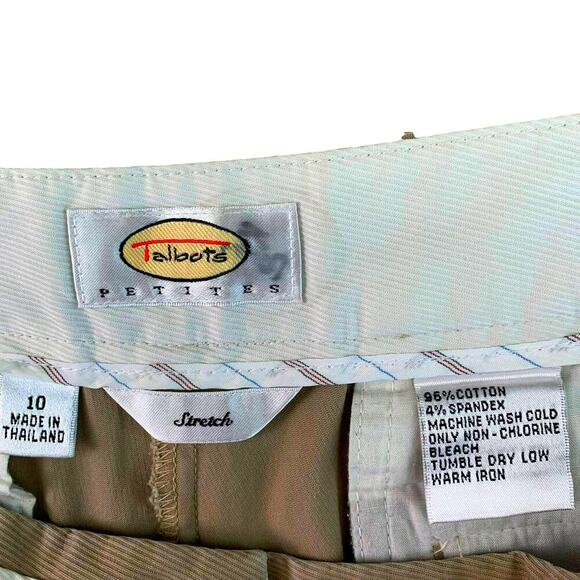 Talbots
PETITES
10
MADE IN
THAILAND
Stretch
96% COTTON
4% SPANDEX
MACHINE WASH COLD
ONLY NON - CHLORINE
BLEACH
TUMBLE DRY LOW
WARM IRON